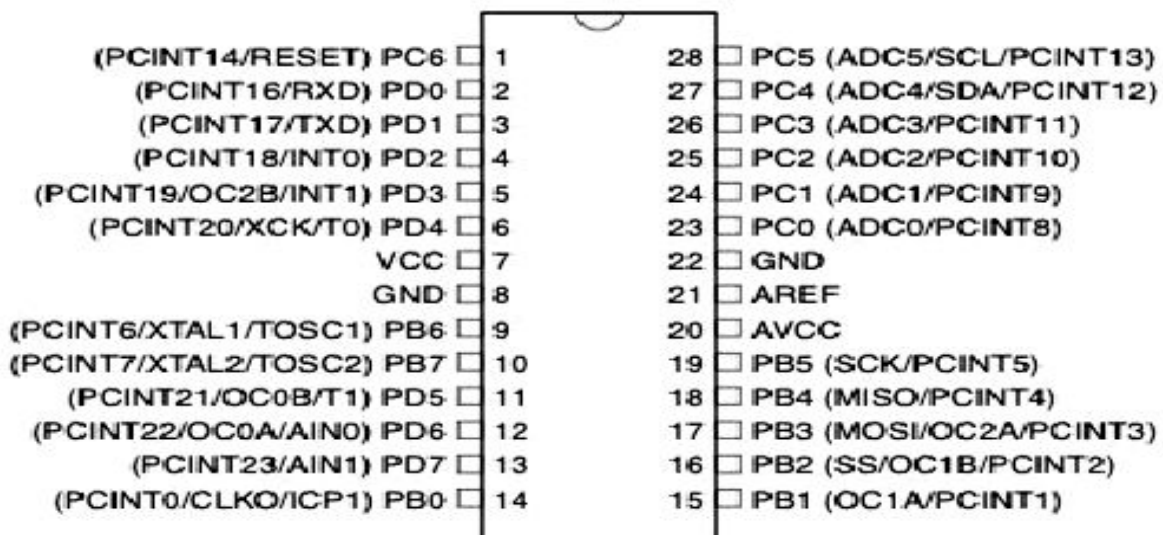 (PCINT14/RESET) PC6 1 28 PC5 (ADC5/SCL/PCINT13)
(PCINT16/RXD) PD0 2 27 PC4 (ADC4/SDA/PCINT12)
(PCINT17/TXD) PD1 3 26 PC3 (ADC3/PCINT11)
(PCINT18/INT0) PD2 4 25 PC2 (ADC2/PCINT10)
(PCINT19/OC2B/INT1) PD3 5 24 PC1 (ADC1/PCINT9)
(PCINT20/XCK/T0) PD4 6 23 PC0 (ADC0/PCINT8)
VCC 7 22 GND
GND 8 21 AREF
(PCINT6/XTAL1/TOSC1) PB6 9 20 AVCC
(PCINT7/XTAL2/TOSC2) PB7 10 19 PB5 (SCK/PCINT5)
(PCINT21/OC0B/T1) PD5 11 18 PB4 (MISO/PCINT4)
(PCINT22/OC0A/AIN0) PD6 12 17 PB3 (MOSI/OC2A/PCINT3)
(PCINT23/AIN1) PD7 13 16 PB2 (SS/OC1B/PCINT2)
(PCINT0/CLKO/ICP1) PB0 14 15 PB1 (OC1A/PCINT1)